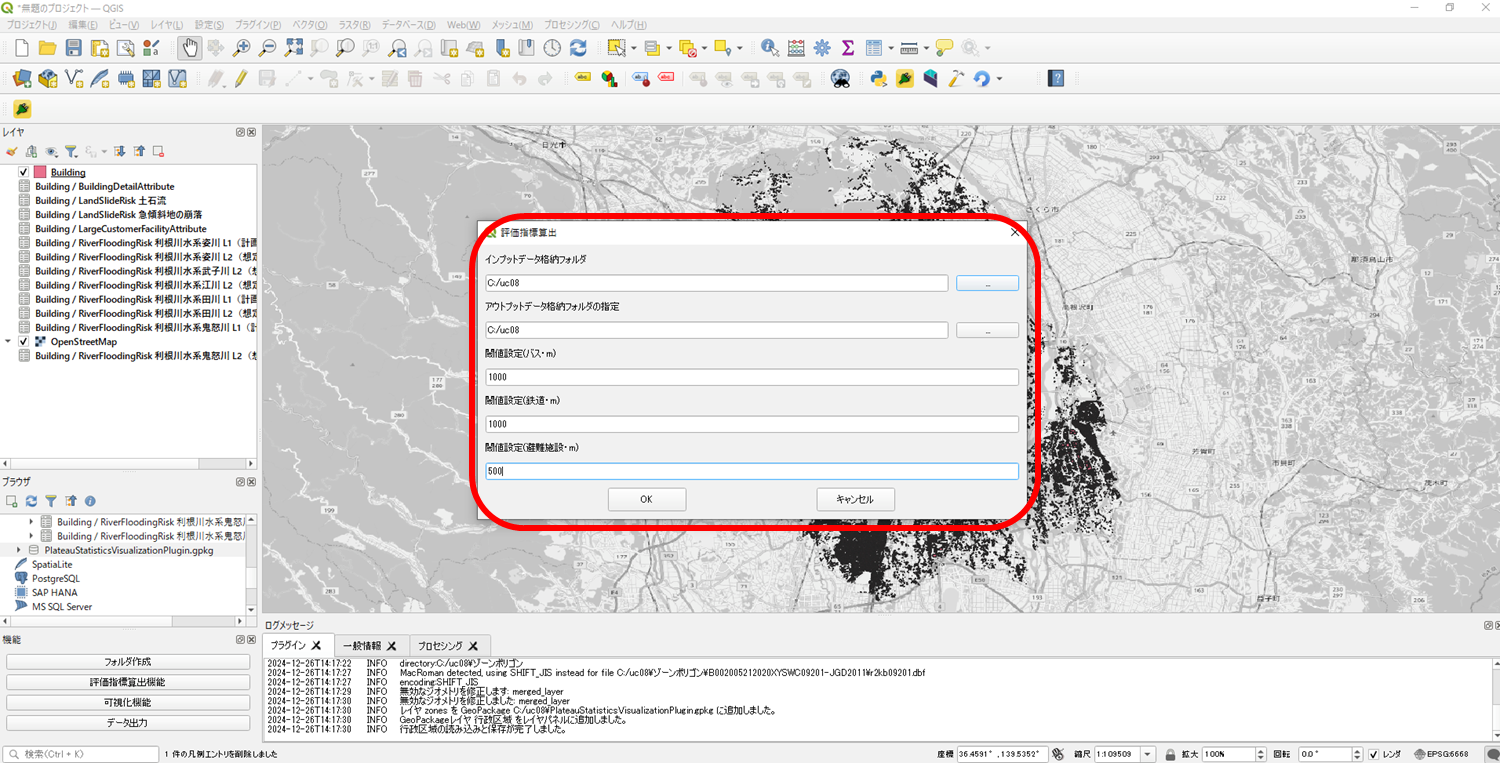 *無題のプロジェクト — QGIS
プロジェクト(J) 編集(E) ビュー(V) レイヤ(L) 設定(S) プラグイン(P) ベクタ(O) ラスタ(R) データベース(D) Web(W) メッシュ(M) プロセシング(C) ヘルプ(H)
レイヤ
Building
Building / BuildingDetailAttribute
Building / LandSlideRisk 土石流
Building / LandSlideRisk 急傾斜地の崩落
Building / LargeCustomerFacilityAttribute
Building / RiverFloodingRisk 利根川水系姿川 L1（計画
Building / RiverFloodingRisk 利根川水系姿川 L2（想定
Building / RiverFloodingRisk 利根川水系武子川 L2（想
Building / RiverFloodingRisk 利根川水系江川 L2（想定
Building / RiverFloodingRisk 利根川水系田川 L1（計画
Building / RiverFloodingRisk 利根川水系田川 L2（想定
Building / RiverFloodingRisk 利根川水系鬼怒川 L1（計
OpenStreetMap
Building / RiverFloodingRisk 利根川水系鬼怒川 L2（想
ブラウザ
Building / RiverFloodingRisk 利根川水系鬼怒川
Building / RiverFloodingRisk 利根川水系鬼怒川
PlateauStatisticsVisualizationPlugin.gpkg
SpatiaLite
PostgreSQL
SAP HANA
MS SQL Server
機能
フォルダ作成
評価指標算出機能
可視化機能
データ出力
日光市
さくら市
那須烏山市
高根沢町
芳賀町
市貝町
茂木町
益子町
評価指標算出
インプットデータ格納フォルダ
C:/uc08
...
アウトプットデータ格納フォルダの指定
C:/uc08
...
閾値設定(バス・m)
1000
閾値設定(鉄道・m)
1000
閾値設定(避難施設・m)
500
OK キャンセル
ログメッセージ
プラグイン 一般情報 プロセシング
2024-12-26T14:17:22 INFO directory:C:/uc08¥ゾーンポリゴン
2024-12-26T14:17:27 INFO MacRoman detected, using SHIFT_JIS instead for file C:/uc08¥ゾーンポリゴン¥B002005212020XYSWC09201-JGD2011¥r2kb09201.dbf
2024-12-26T14:17:27 INFO encoding:SHIFT_JIS
2024-12-26T14:17:29 INFO 無効なジオメトリを修正します: merged_layer
2024-12-26T14:17:30 INFO 無効なジオメトリを修正しました: merged_layer
2024-12-26T14:17:30 INFO レイヤ zones を GeoPackage C:/uc08¥PlateauStatisticsVisualizationPlugin.gpkg に追加しました。
2024-12-26T14:17:30 INFO GeoPackageレイヤ 行政区域 をレイヤパネルに追加しました。
2024-12-26T14:17:30 INFO 行政区域の読み込みと保存が完了しました。
検索(Ctrl + K) 1 件の凡例エントリを削除しました 座標 36.4591° ,139.5352° 縮尺 1:109509 拡大 100% 回転 0.0° レンダ EPSG:6668